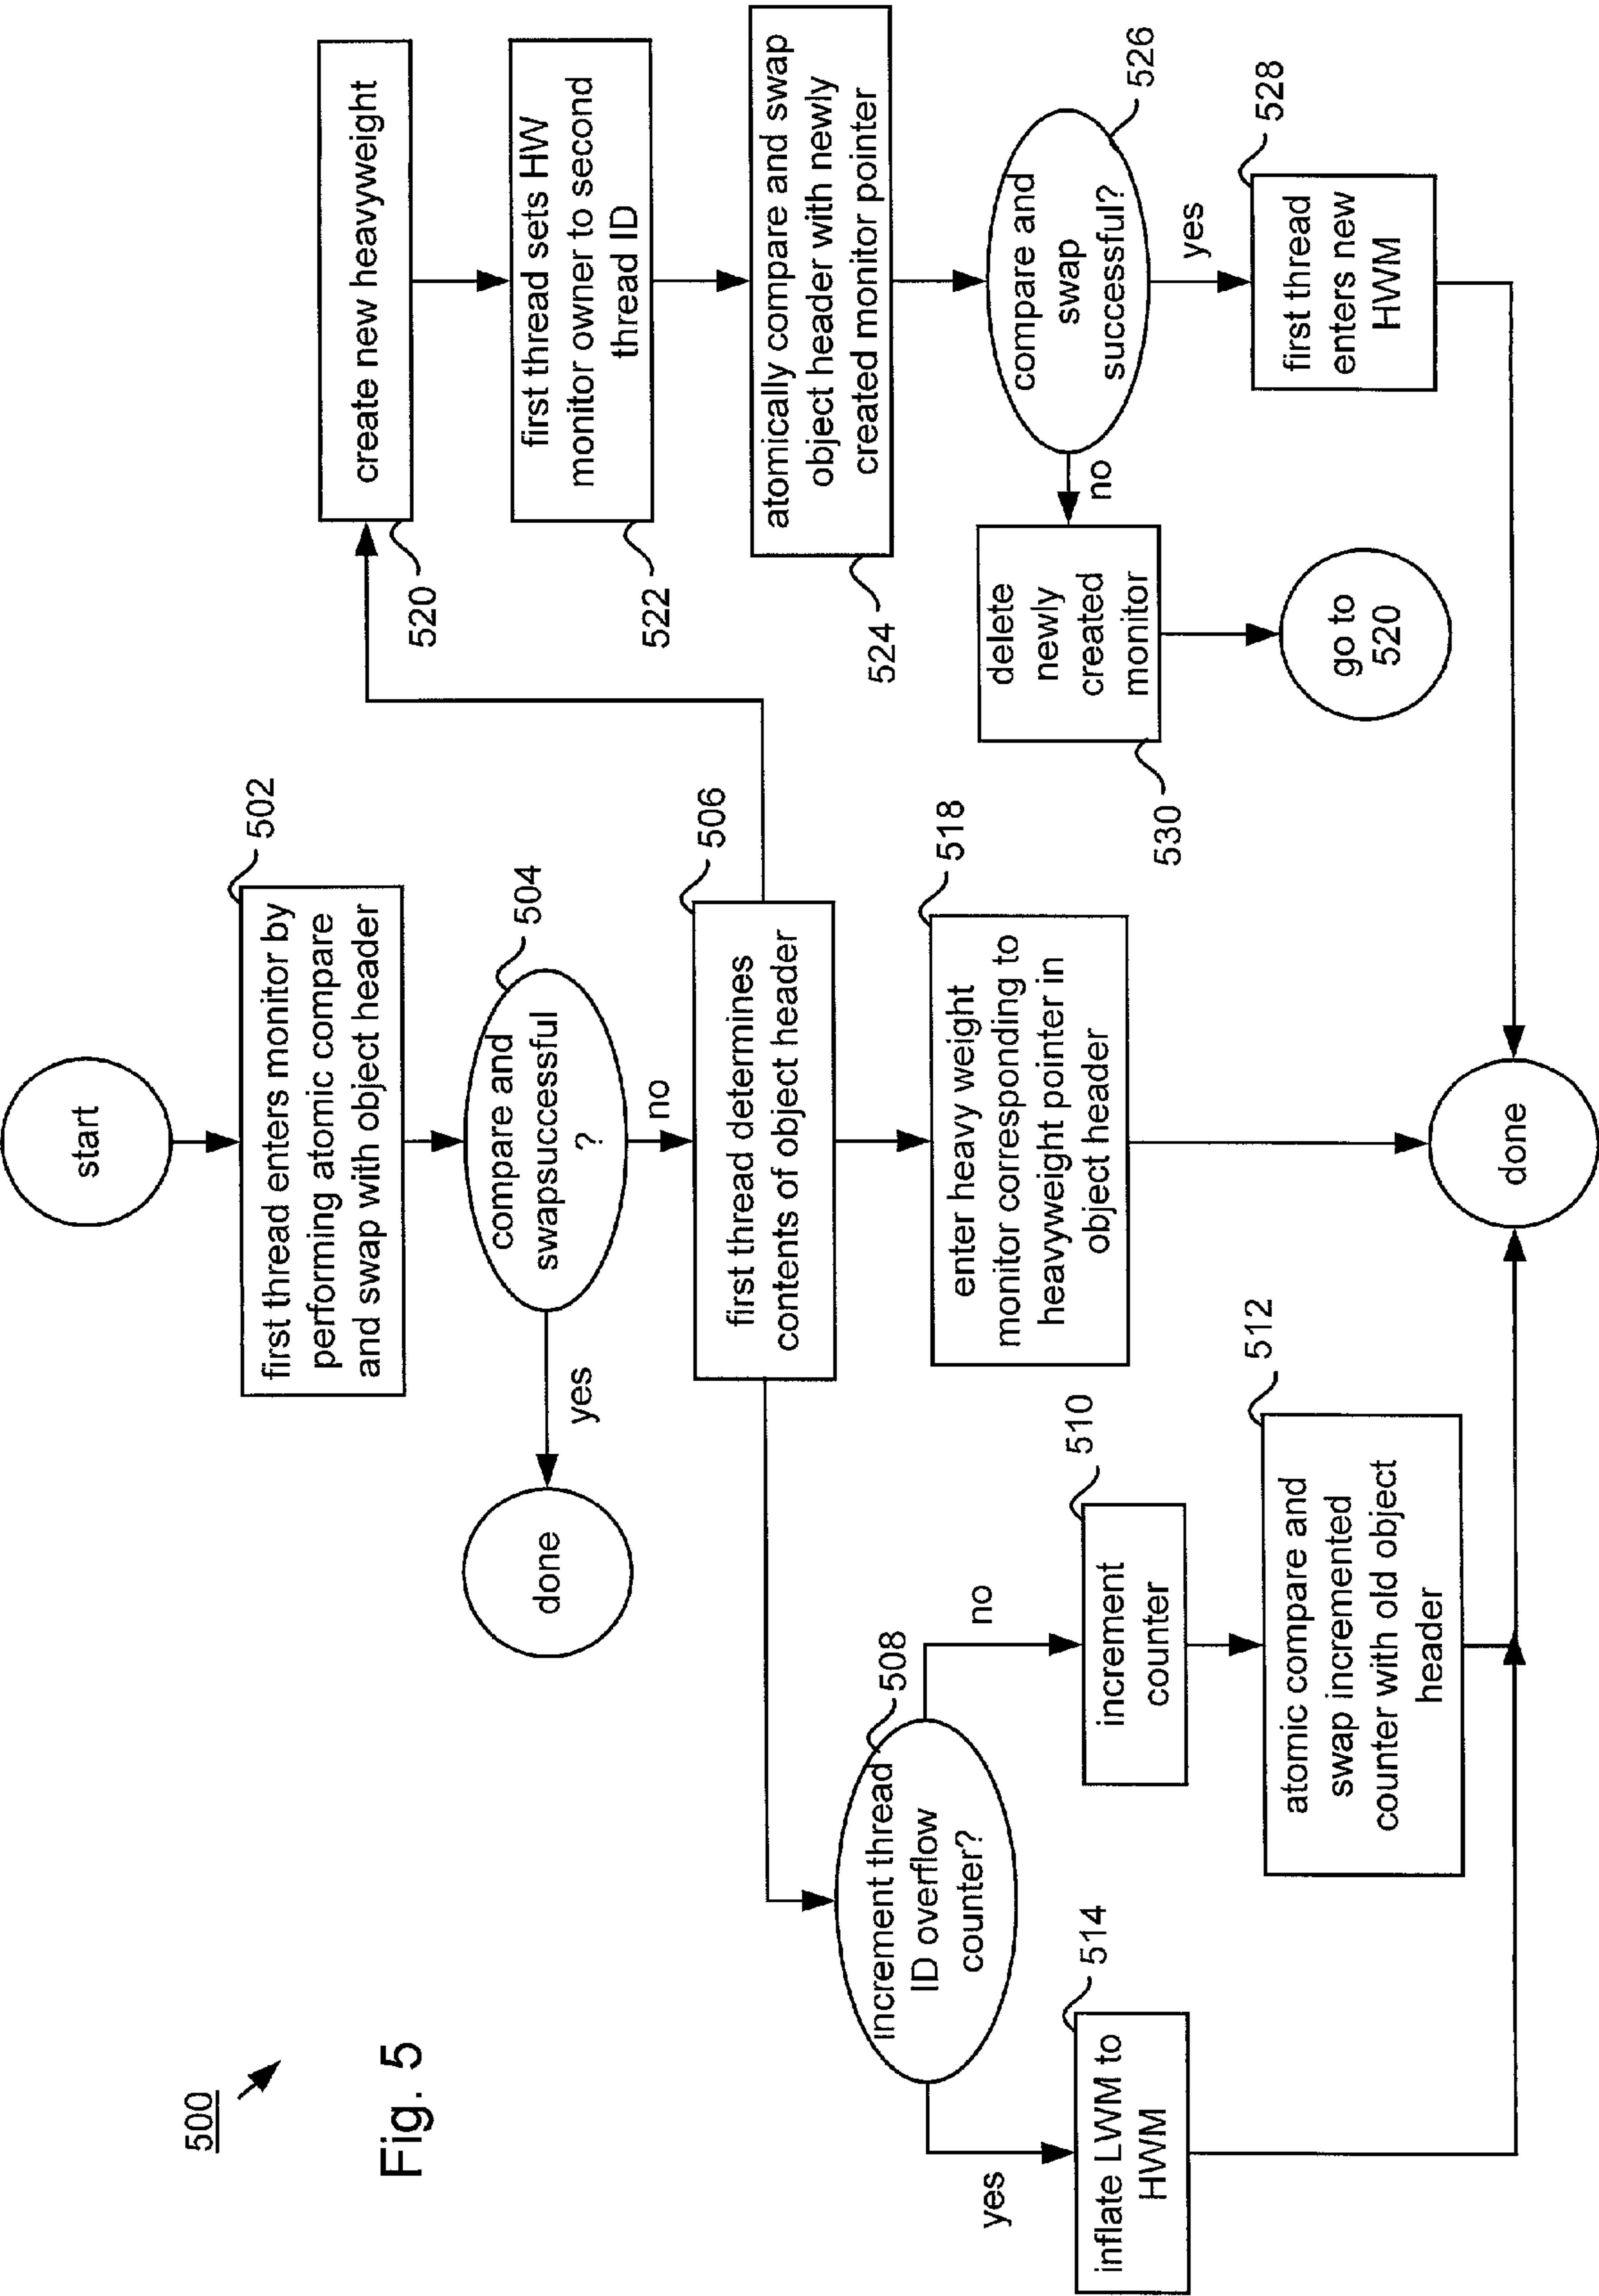 500
Fig. 5
start
502
first thread enters monitor by
performing atomic compare
and swap with object header
504
compare and
swapsuccessful
?
yes
done
no
506
first thread determines
contents of object header
508
increment thread
ID overflow
counter?
yes
514
inflate LWM to
HWM
no
510
increment
counter
512
atomic compare and
swap incremented
counter with old object
header
518
enter heavy weight
monitor corresponding to
heavyweight pointer in
object header
520
create new heavyweight
522
first thread sets HW
monitor owner to second
thread ID
524
atomically compare and swap
object header with newly
created monitor pointer
526
compare and
swap
successful?
no
530
delete
newly
created
monitor
go to
520
yes
528
first thread
enters new
HWM
done